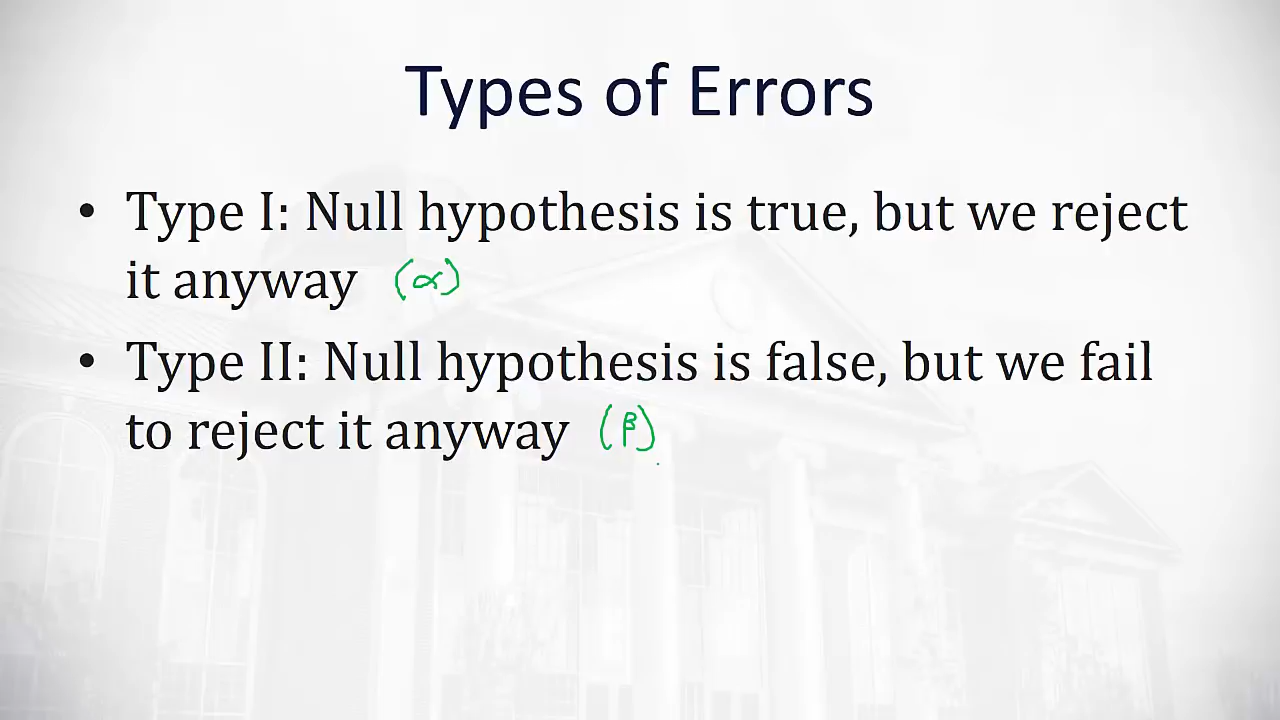 Types of Errors
• Type I: Null hypothesis is true, but we reject
it anyway (α)
• Type II: Null hypothesis is false, but we fail
to reject it anyway (β)